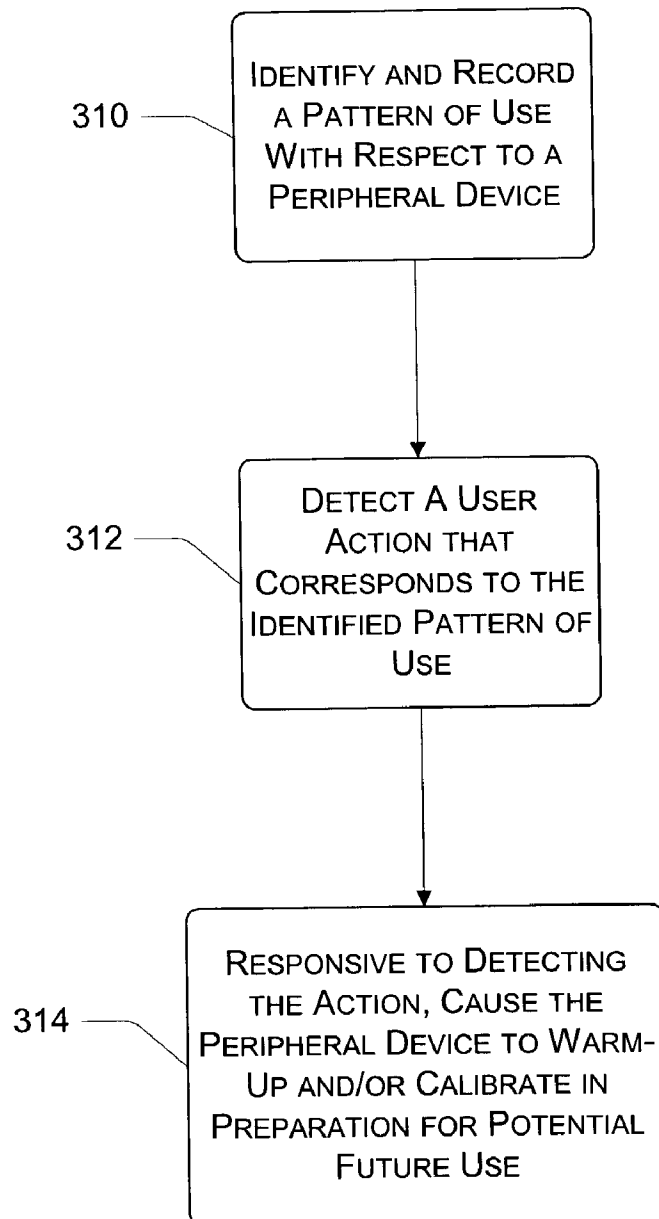 310
IDENTIFY AND RECORD
A PATTERN OF USE
WITH RESPECT TO A
PERIPHERAL DEVICE
312
DETECT A USER
ACTION THAT
CORRESPONDS TO THE
IDENTIFIED PATTERN OF
USE
314
RESPONSIVE TO DETECTING
THE ACTION, CAUSE THE
PERIPHERAL DEVICE TO WARM-
UP AND/OR CALIBRATE IN
PREPARATION FOR POTENTIAL
FUTURE USE